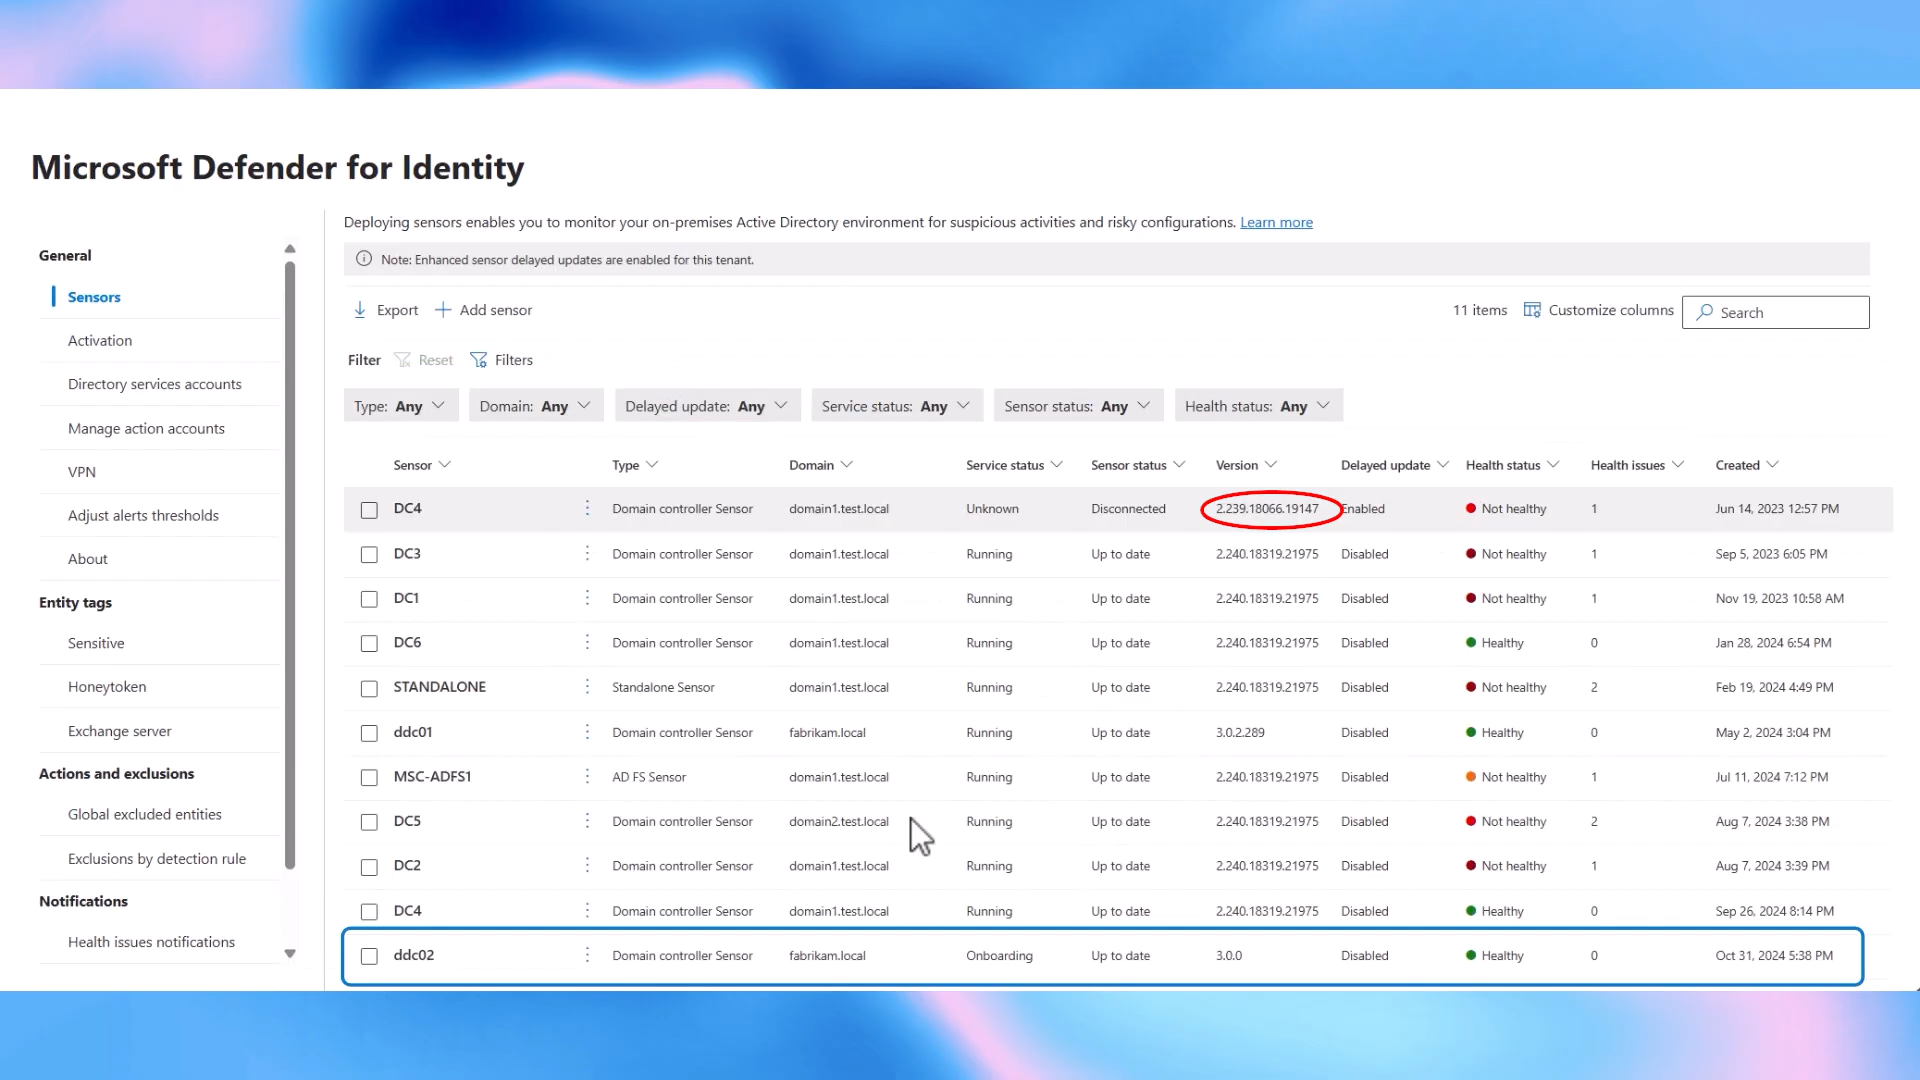 Microsoft Defender for Identity
General
Sensors
Activation
Directory services accounts
Manage action accounts
VPN
Adjust alerts thresholds
About
Entity tags
Sensitive
Honeytoken
Exchange server
Actions and exclusions
Global excluded entities
Exclusions by detection rule
Notifications
Health issues notifications
Deploying sensors enables you to monitor your on-premises Active Directory environment for suspicious activities and risky configurations. Learn more
Note: Enhanced sensor delayed updates are enabled for this tenant.
Export Add sensor 11 items Customize columns Search
Filter Reset Filters
Type: Any Domain: Any Delayed update: Any Service status: Any Sensor status: Any Health status: Any
Sensor Type Domain Service status Sensor status Version Delayed update Health status Health issues Created
DC4 Domain controller Sensor domain1.test.local Unknown Disconnected 2.239.18066.19147 Enabled Not healthy 1 Jun 14, 2023 12:57 PM
DC3 Domain controller Sensor domain1.test.local Running Up to date 2.240.18319.21975 Disabled Not healthy 1 Sep 5, 2023 6:05 PM
DC1 Domain controller Sensor domain1.test.local Running Up to date 2.240.18319.21975 Disabled Not healthy 1 Nov 19, 2023 10:58 AM
DC6 Domain controller Sensor domain1.test.local Running Up to date 2.240.18319.21975 Disabled Healthy 0 Jan 28, 2024 6:54 PM
STANDALONE Standalone Sensor domain1.test.local Running Up to date 2.240.18319.21975 Disabled Not healthy 2 Feb 19, 2024 4:49 PM
ddc01 Domain controller Sensor fabrikam.local Running Up to date 3.0.2.289 Disabled Healthy 0 May 2, 2024 3:04 PM
MSC-ADFS1 AD FS Sensor domain1.test.local Running Up to date 2.240.18319.21975 Disabled Not healthy 1 Jul 11, 2024 7:12 PM
DC5 Domain controller Sensor domain2.test.local Running Up to date 2.240.18319.21975 Disabled Not healthy 2 Aug 7, 2024 3:38 PM
DC2 Domain controller Sensor domain1.test.local Running Up to date 2.240.18319.21975 Disabled Not healthy 1 Aug 7, 2024 3:39 PM
DC4 Domain controller Sensor domain1.test.local Running Up to date 2.240.18319.21975 Disabled Healthy 0 Sep 26, 2024 8:14 PM
ddc02 Domain controller Sensor fabrikam.local Onboarding Up to date 3.0.0 Disabled Healthy 0 Oct 31, 2024 5:38 PM